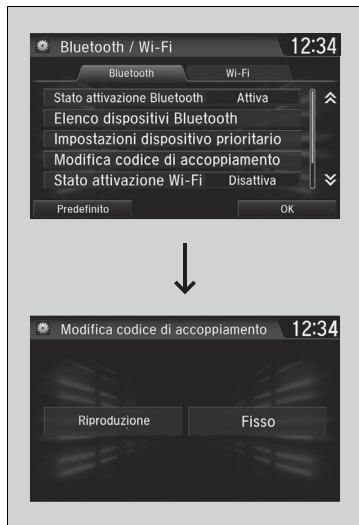 Bluetooth / Wi-Fi 12:34
Bluetooth Wi-Fi
Stato attivazione Bluetooth Attiva
Elenco dispositivi Bluetooth
Impostazioni dispositivo prioritario
Modifica codice di accoppiamento
Stato attivazione Wi-Fi Disattiva
Predefinito OK
Modifica codice di accoppiamento 12:34
Riproduzione Fisso